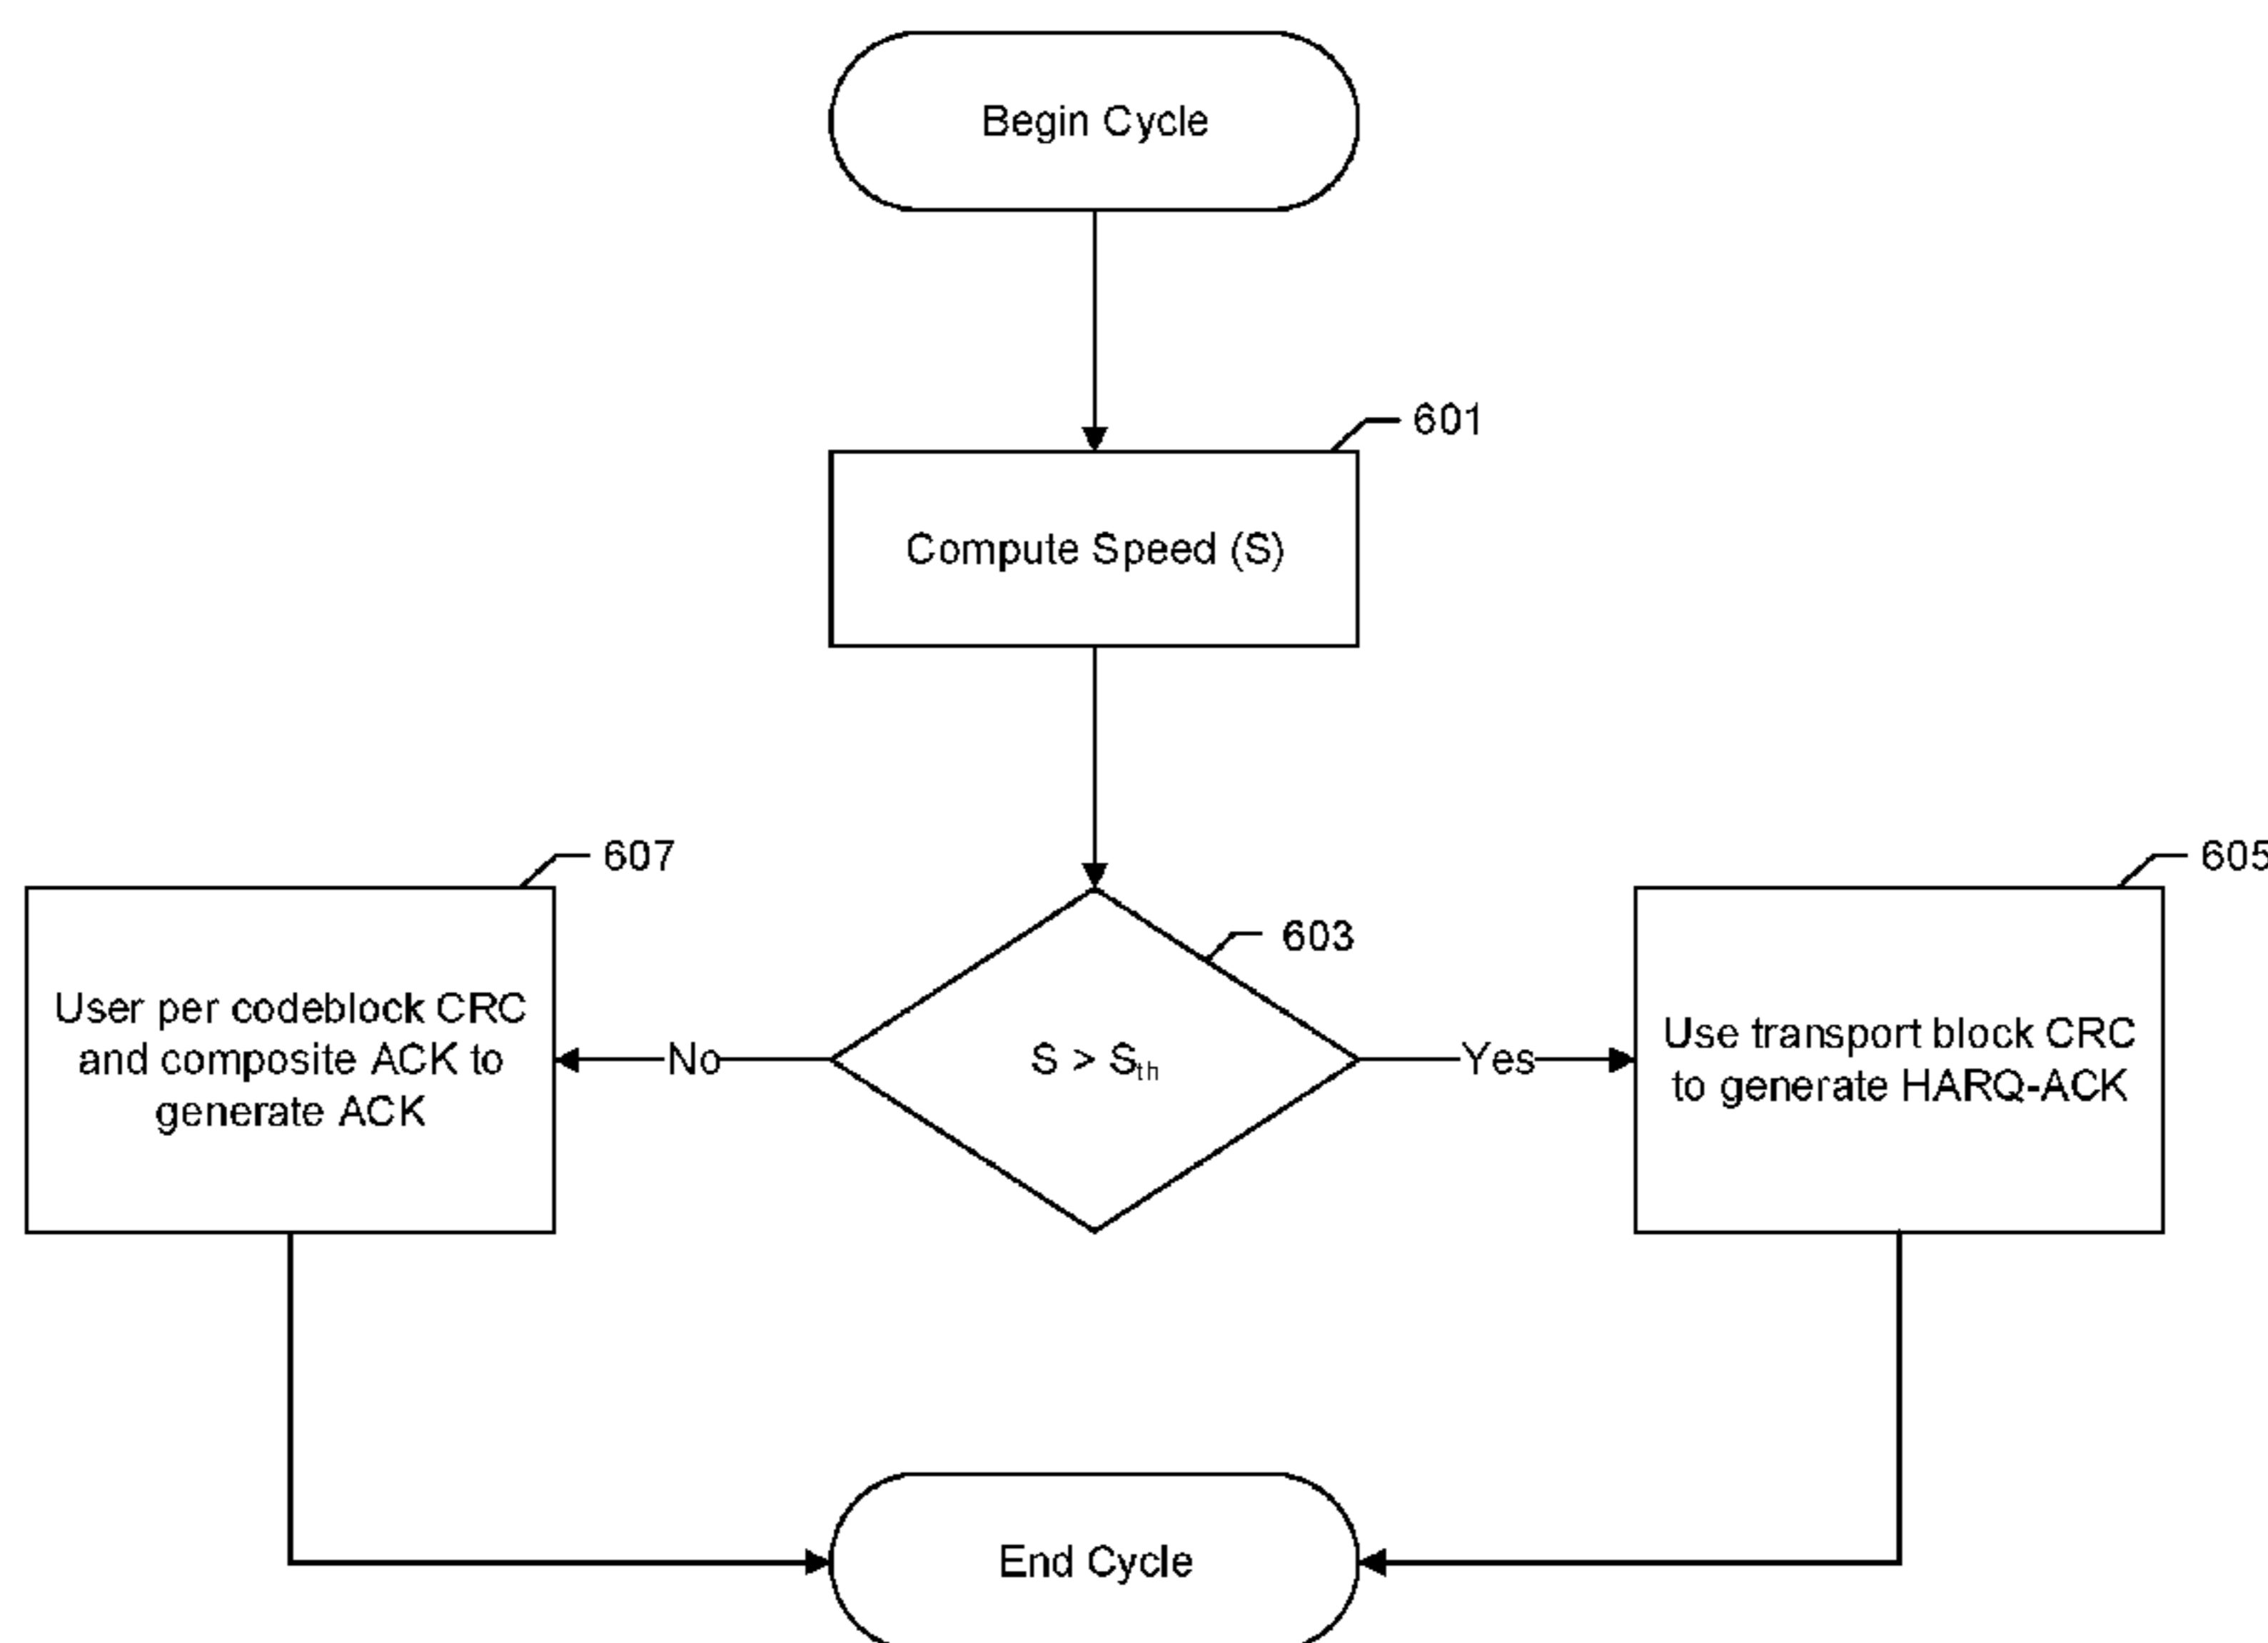 Begin Cycle
601
Compute Speed (S)
607
605
603
User per codeblock CRC
and composite ACK to
generate ACK
No
S > Sth
Yes
Use transport block CRC
to generate HARQ-ACK
End Cycle